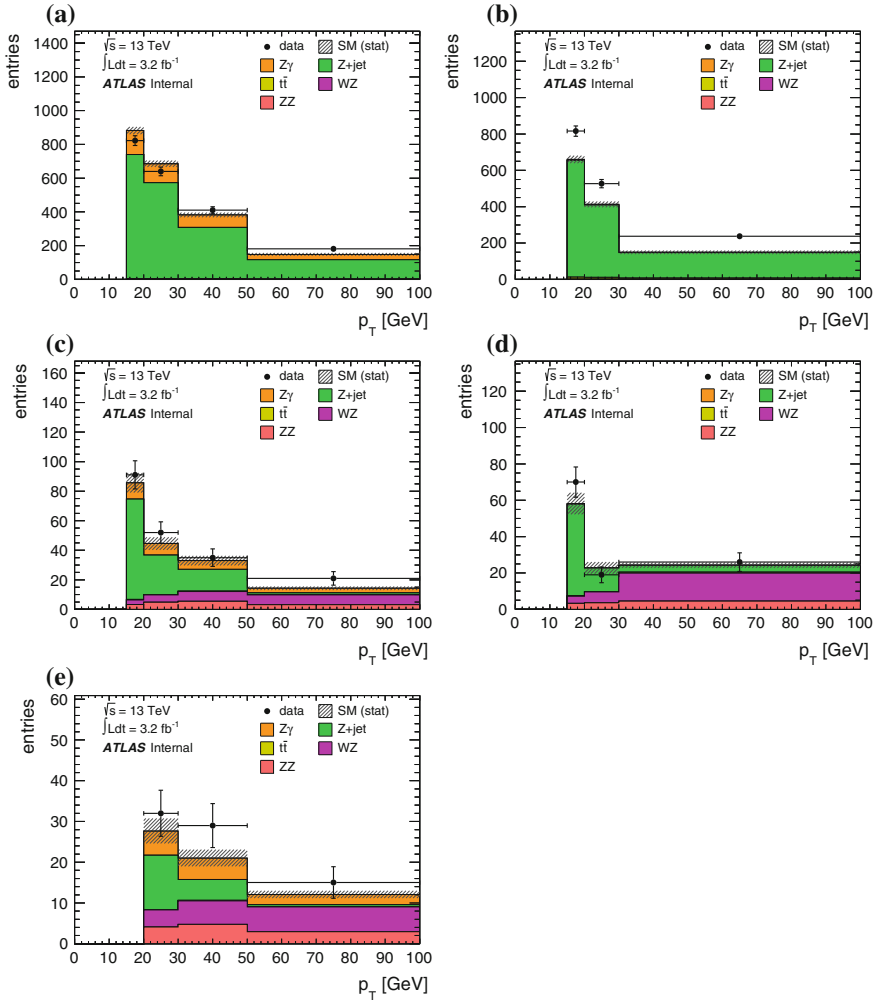 (a)
entries
1400
1200
1000
800
600
400
200
0
√s = 13 TeV
∫Ldt = 3.2 fb⁻¹
ATLAS Internal
data
SM (stat)
Zγ
Z+jet
tt̄
WZ
ZZ
0 10 20 30 40 50 60 70 80 90 100
p_T [GeV]
(b)
entries
1200
1000
800
600
400
200
0
√s = 13 TeV
∫Ldt = 3.2 fb⁻¹
ATLAS Internal
data
SM (stat)
Zγ
Z+jet
tt̄
WZ
ZZ
0 10 20 30 40 50 60 70 80 90 100
p_T [GeV]
(c)
entries
160
140
120
100
80
60
40
20
0
√s = 13 TeV
∫Ldt = 3.2 fb⁻¹
ATLAS Internal
data
SM (stat)
Zγ
Z+jet
tt̄
WZ
ZZ
0 10 20 30 40 50 60 70 80 90 100
p_T [GeV]
(d)
entries
120
100
80
60
40
20
0
√s = 13 TeV
∫Ldt = 3.2 fb⁻¹
ATLAS Internal
data
SM (stat)
Zγ
Z+jet
tt̄
WZ
ZZ
0 10 20 30 40 50 60 70 80 90 100
p_T [GeV]
(e)
entries
60
50
40
30
20
10
0
√s = 13 TeV
∫Ldt = 3.2 fb⁻¹
ATLAS Internal
data
SM (stat)
Zγ
Z+jet
tt̄
WZ
ZZ
0 10 20 30 40 50 60 70 80 90 100
p_T [GeV]